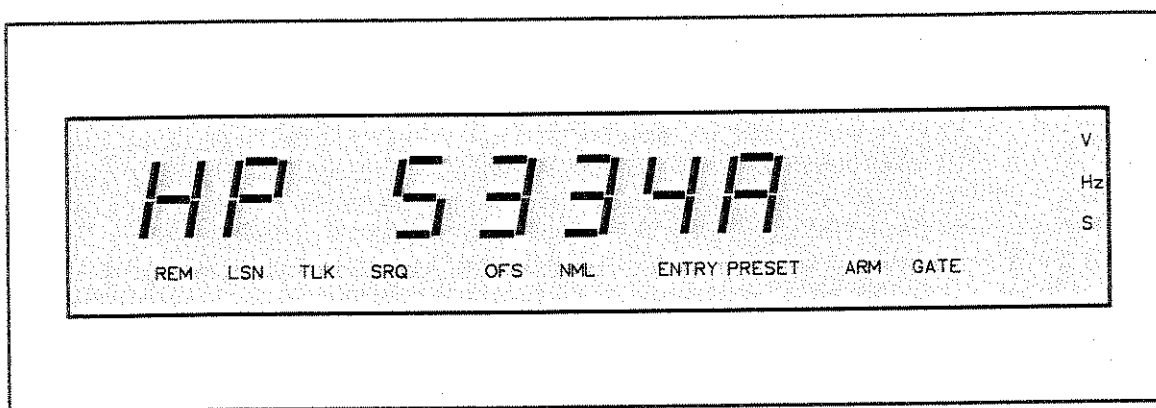 HP 5334A
REM LSN TLK SRQ OFS NML ENTRY PRESET ARM GATE
V
Hz
S